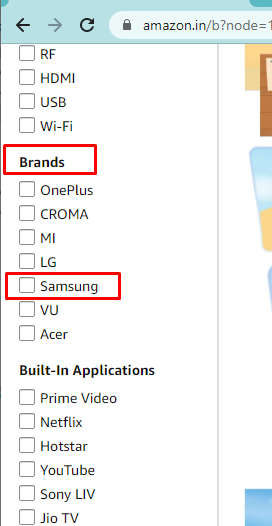 amazon.in/b?node=1
RF
HDMI
USB
Wi-Fi
Brands
OnePlus
CROMA
MI
LG
Samsung
VU
Acer
Built-In Applications
Prime Video
Netflix
Hotstar
YouTube
Sony LIV
Jio TV